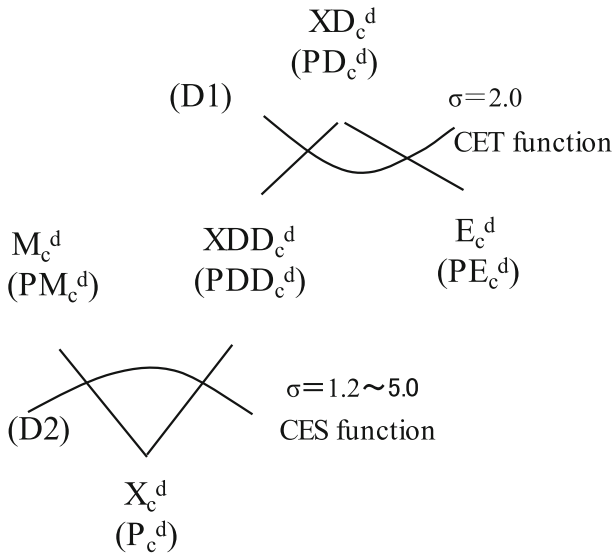 XD_c^d
(PD_c^d)
(D1)
σ＝2.0
CET function
M_c^d
(PM_c^d)
XDD_c^d
(PDD_c^d)
E_c^d
(PE_c^d)
(D2)
σ＝1.2～5.0
CES function
X_c^d
(P_c^d)